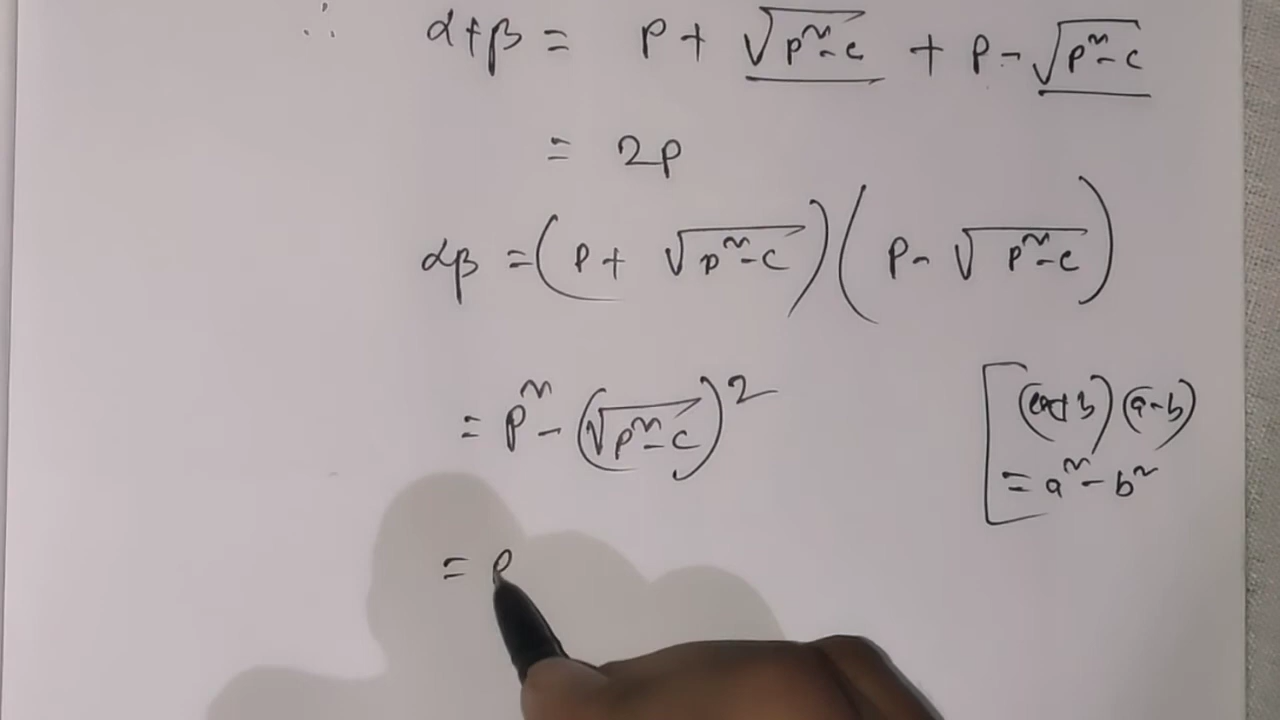 ∴ α+β = p + √(p²-c) + p - √(p²-c)
= 2p
αβ = (p + √(p²-c)) (p - √(p²-c))
= p² - (√(p²-c))²
[(a+b)(a-b)
= a² - b²
= p